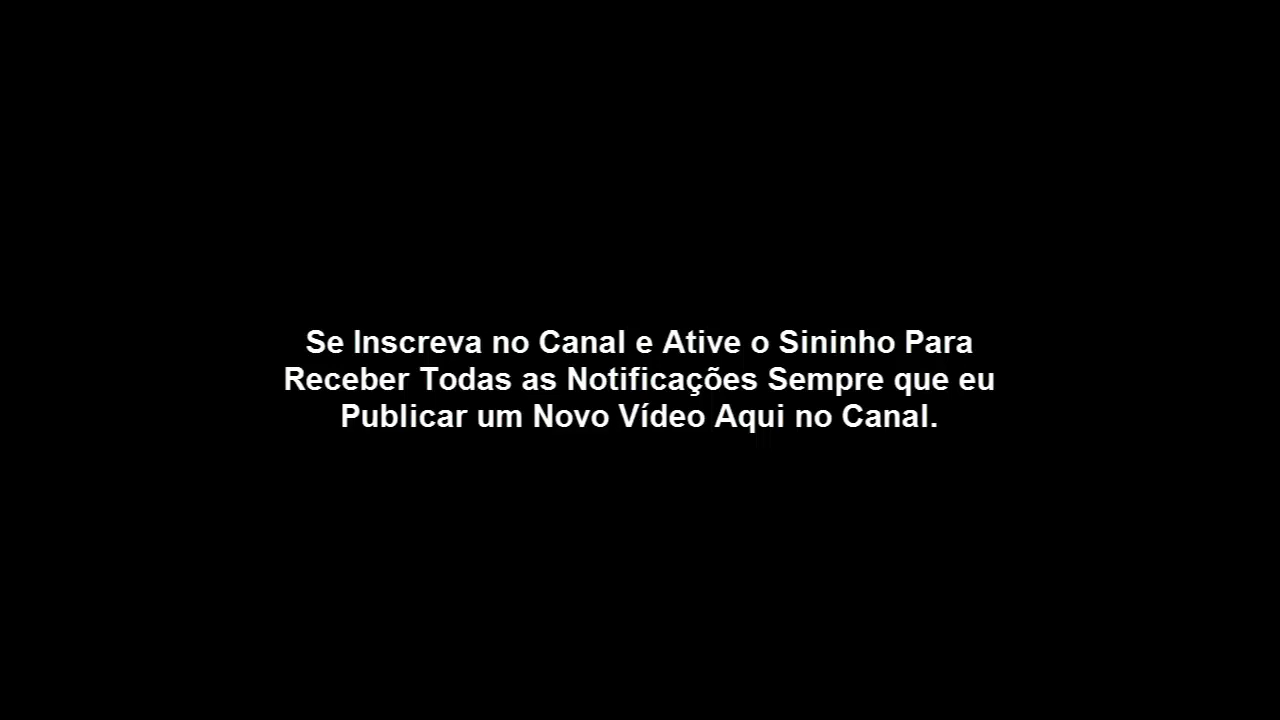 Se Inscreva no Canal e Ative o Sininho Para
Receber Todas as Notificações Sempre que eu
Publicar um Novo Vídeo Aqui no Canal.